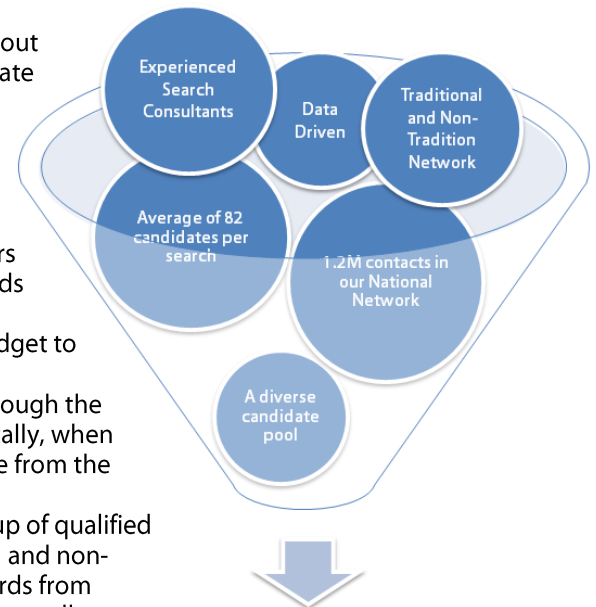 out
ate
rs
ds
dget to
ough the
ally, when
e from the
up of qualified
and non-
rds from
Experienced
Search
Consultants
Data
Driven
Traditional
and Non-
Tradition
Network
Average of 82
candidates per
search
1.2M contacts in
our National
Network
A diverse
candidate
pool